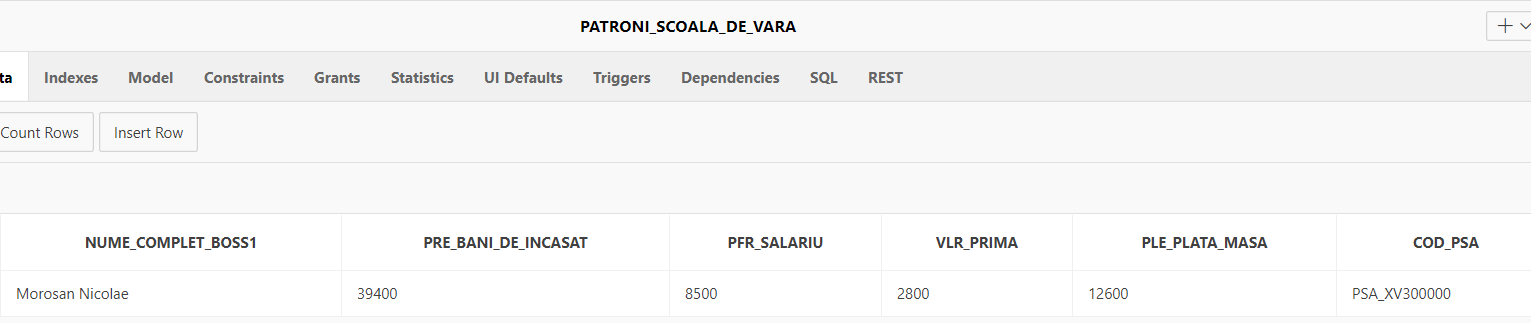 PATRONI_SCOALA_DE_VARA
ta Indexes Model Constraints Grants Statistics UI Defaults Triggers Dependencies SQL REST
Count Rows Insert Row
NUME_COMPLET_BOSS1 PRE_BANI_DE_INCASAT PFR_SALARIU VLR_PRIMA PLE_PLATA_MASA COD_PSA
Morosan Nicolae 39400 8500 2800 12600 PSA_XV300000